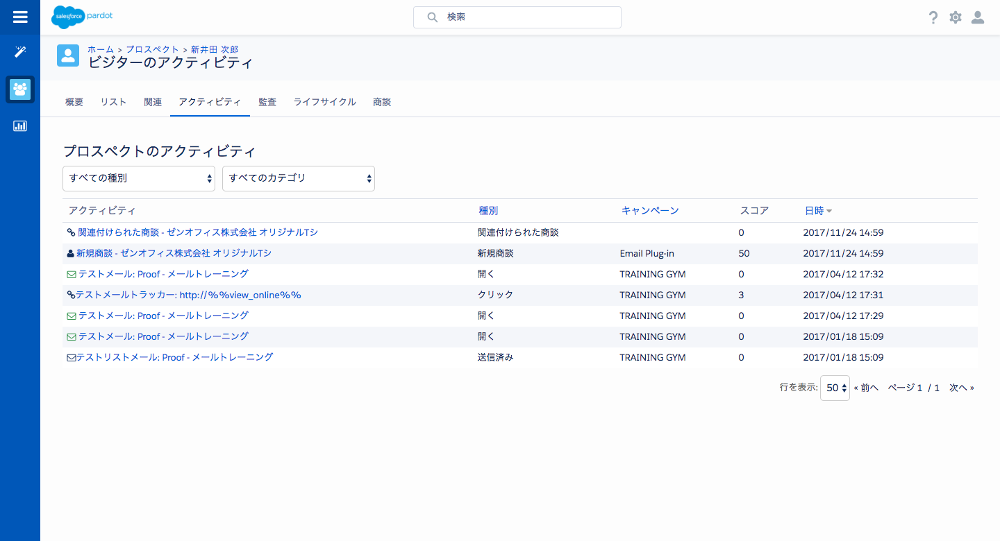 salesforce pardot
検索
ホーム > プロスペクト > 新井田 次郎
ビジターのアクティビティ
概要 リスト 関連 アクティビティ 監査 ライフサイクル 商談
プロスペクトのアクティビティ
すべての種別 すべてのカテゴリ
アクティビティ 種別 キャンペーン スコア 日時
関連付けられた商談 - ゼンオフィス株式会社 オリジナルTシ 関連付けられた商談 0 2017/11/24 14:59
新規商談 - ゼンオフィス株式会社 オリジナルTシ 新規商談 Email Plug-in 50 2017/11/24 14:59
テストメール: Proof - メールトレーニング 開く TRAINING GYM 0 2017/04/12 17:32
テストメールトラッカー: http://%%view_online%% クリック TRAINING GYM 3 2017/04/12 17:31
テストメール: Proof - メールトレーニング 開く TRAINING GYM 0 2017/04/12 17:29
テストメール: Proof - メールトレーニング 開く TRAINING GYM 0 2017/01/18 15:09
テストリストメール: Proof - メールトレーニング 送信済み TRAINING GYM 0 2017/01/18 15:09
行を表示: 50 « 前へ ページ 1 / 1 次へ »